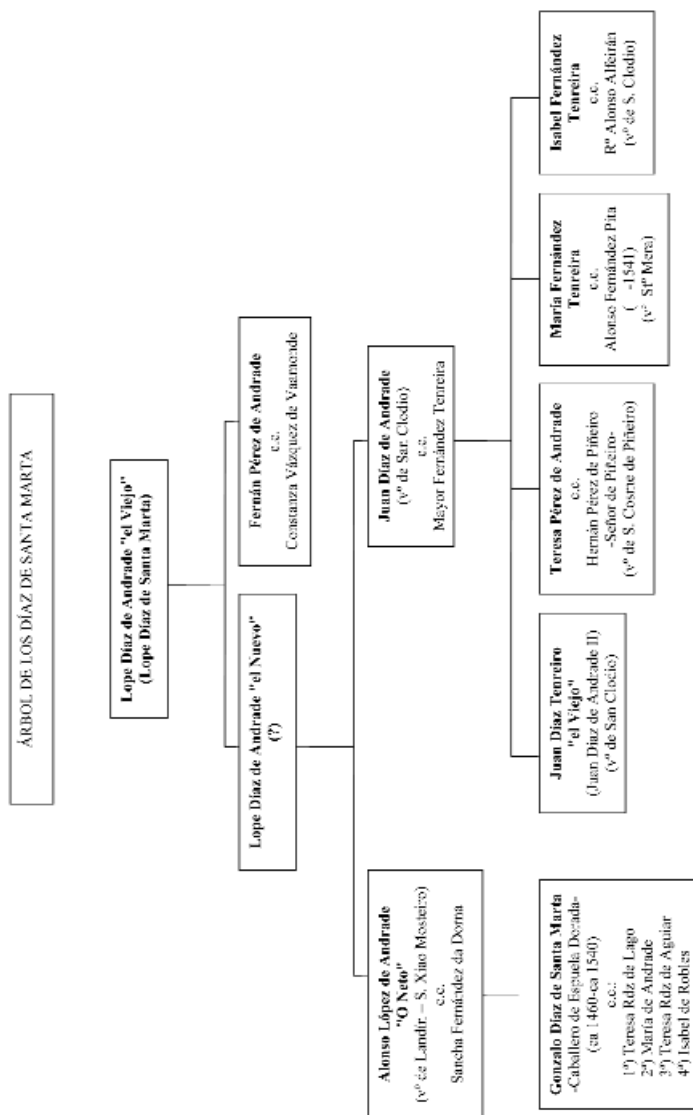 ÁRBOL DE LOS DÍAZ DE SANTA MARTA
Lope Díaz de Andrade "el Viejo"
(Lope Díaz de Santa Marta)
Lope Díaz de Andrade "el Nuevo"
(?)
Fernán Pérez de Andrade
c.c.
Constanza Vázquez de Vaamonde
Alonso López de Andrade
"O Neto"
(vº de Landín. – S. Xiao Mosteiro)
c.c.
Sancha Fernández da Dorna
Juan Díaz de Andrade
(vº de San Clodio)
c.c.
Mayor Fernández Tenreira
Gonzalo Díaz de Santa Marta
-Caballero de Espuela Dorada-
(ca 1460-ca 1540)
c.c.:
1ª) Teresa Rdz de Lago
2ª) María de Andrade
3ª) Teresa Rdz de Aguiar
4ª) Isabel de Robles
Juan Díaz Tenreiro
"el Viejo"
(Juan Díaz de Andrade II)
(vº de San Clodio)
Teresa Pérez de Andrade
c.c.
Hernán Pérez de Piñeiro
-Señor de Piñeiro-
(vº de S. Cosme de Piñeiro)
María Fernández
Tenreira
c.c.
Alonso Fernández Pita
( -1541)
(vº Stª Mera)
Isabel Fernández
Tenreira
c.c.
Rº Alonso Alfeirán
(vº de S. Clodio)